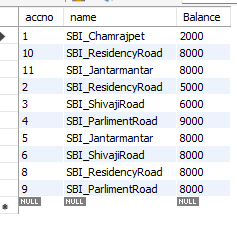 accno name Balance
1 SBI_Chamrajpet 2000
10 SBI_ResidencyRoad 8000
11 SBI_Jantarmantar 8000
2 SBI_ResidencyRoad 5000
3 SBI_ShivajiRoad 6000
4 SBI_ParlimentRoad 9000
5 SBI_Jantarmantar 8000
6 SBI_ShivajiRoad 8000
8 SBI_ResidencyRoad 8000
9 SBI_ParlimentRoad 8000
NULL NULL NULL